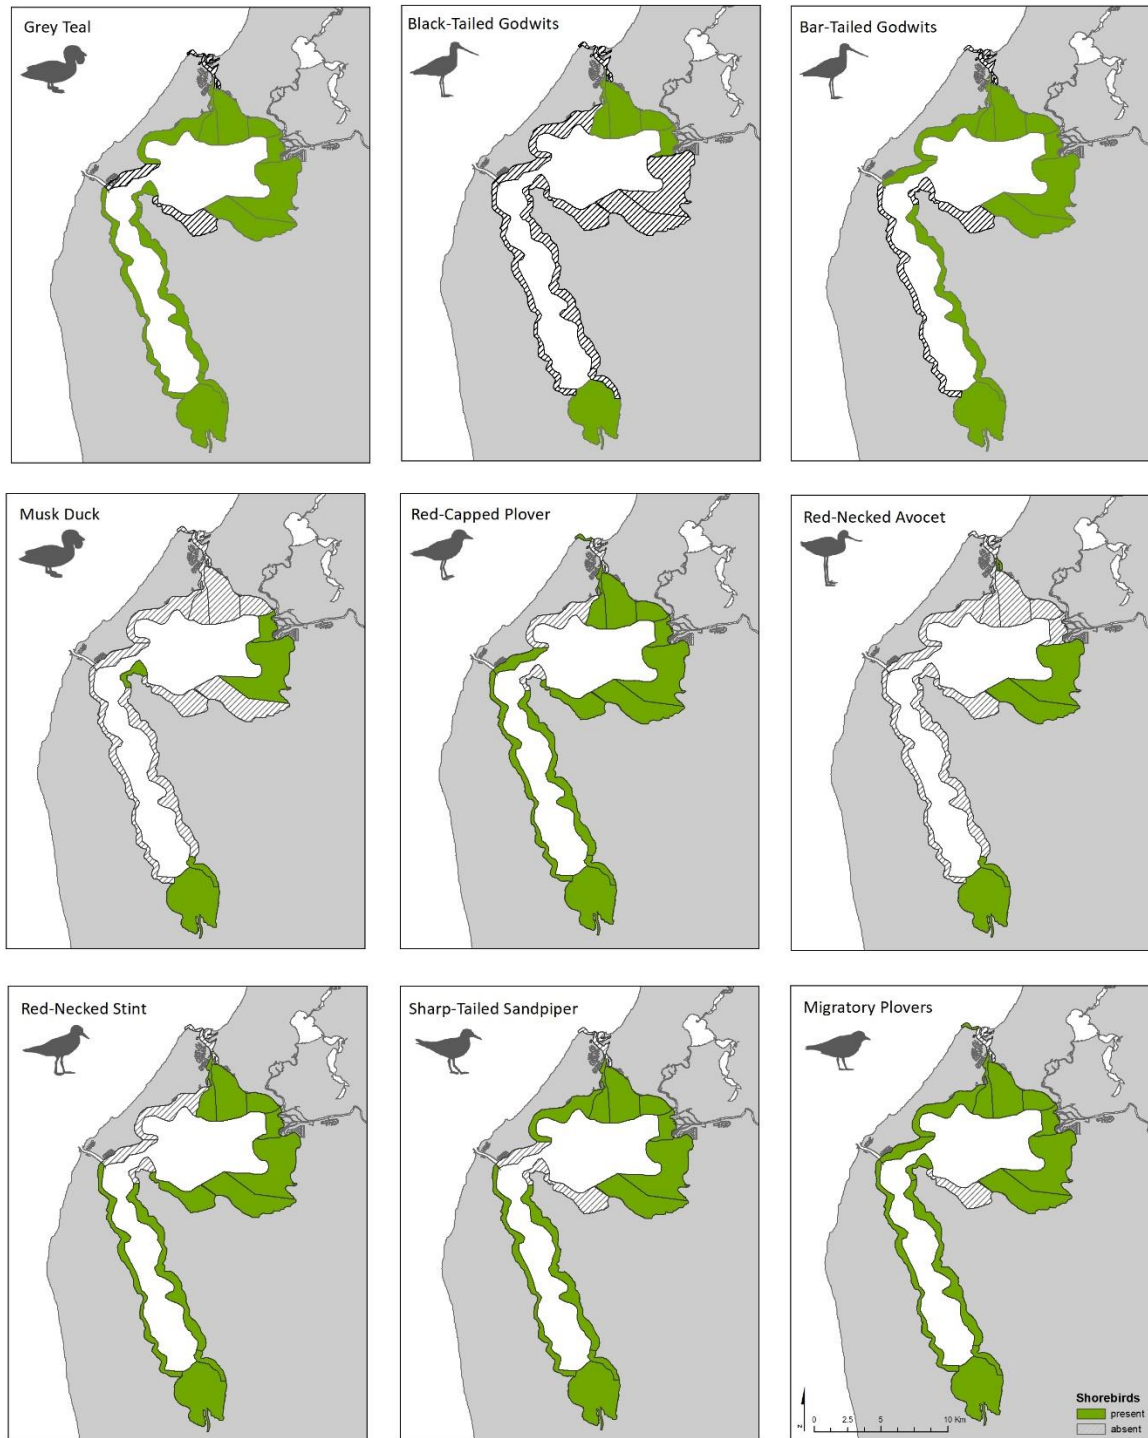 Grey Teal
Black-Tailed Godwits
Bar-Tailed Godwits
Musk Duck
Red-Capped Plover
Red-Necked Avocet
Red-Necked Stint
Sharp-Tailed Sandpiper
Migratory Plovers
Shorebirds
present
absent
N
0 2.5 5 10 Km